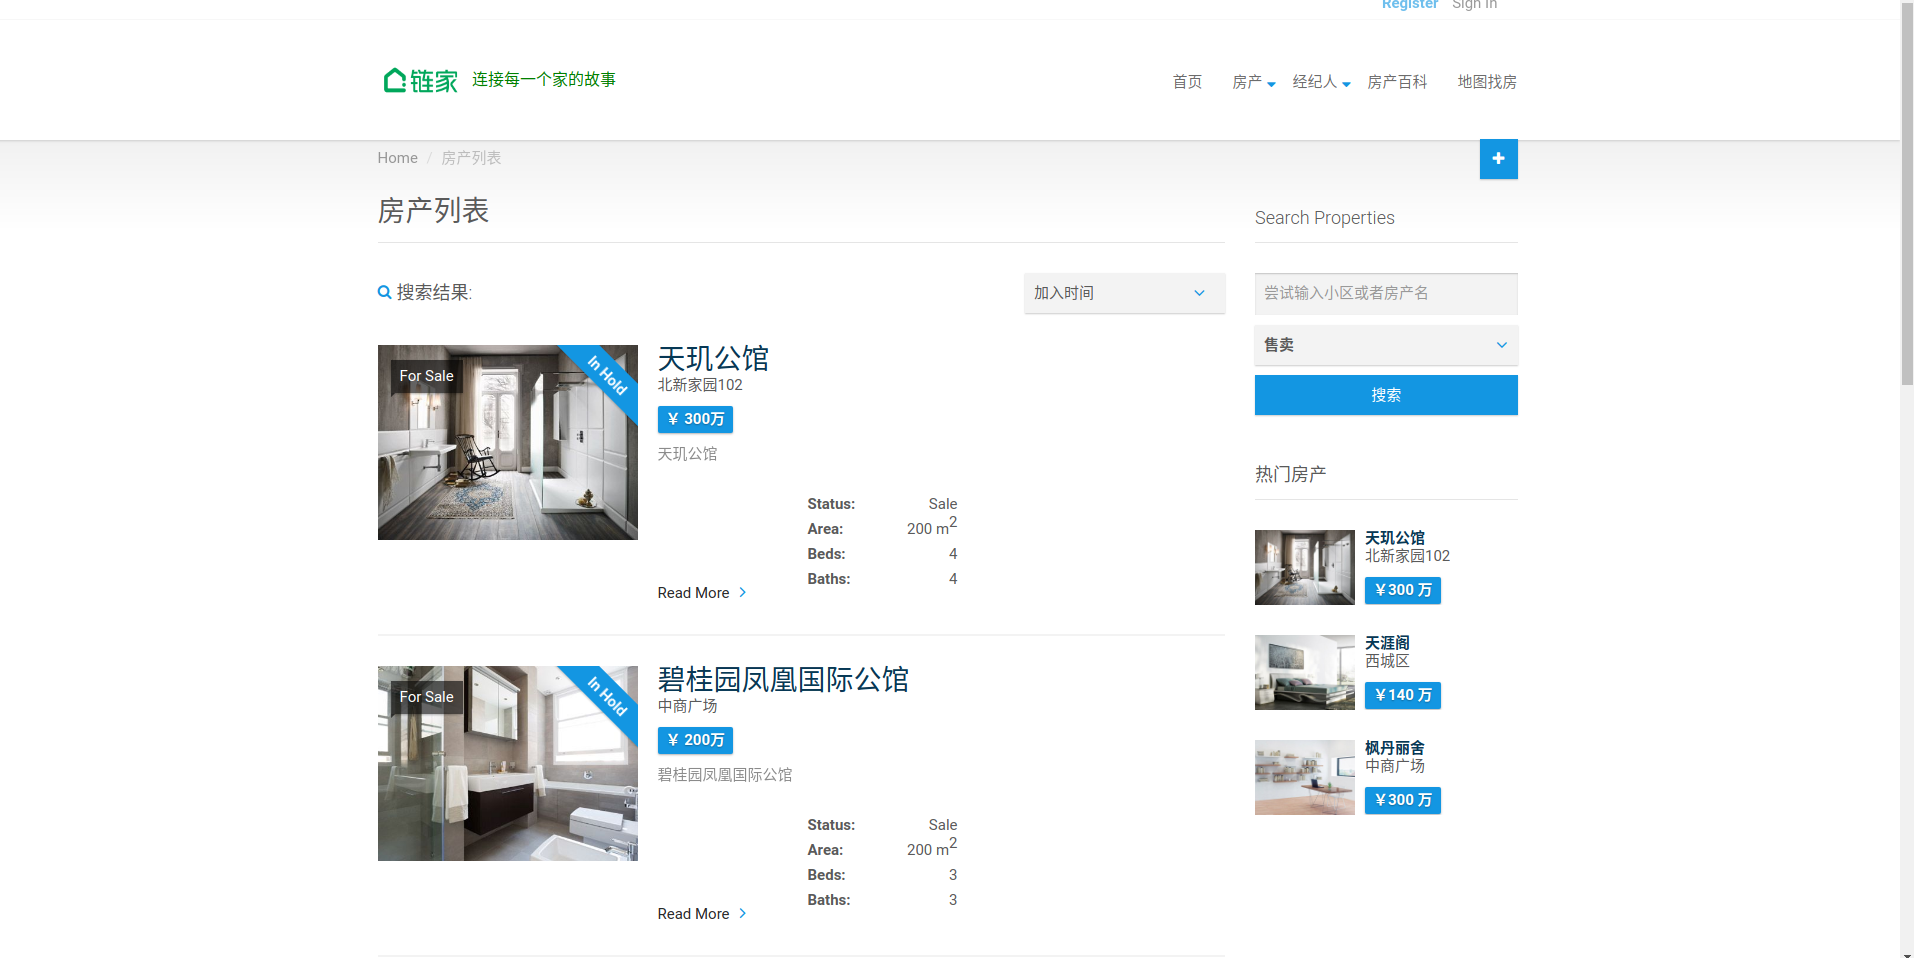 Register Sign In
链家 连接每一个家的故事
首页 房产 经纪人 房产百科 地图找房
Home / 房产列表
房产列表
搜索结果:
加入时间
For Sale
In Hold
天玑公馆
北新家园102
￥ 300万
天玑公馆
Status: Sale
Area: 200 m2
Beds: 4
Baths: 4
Read More
For Sale
In Hold
碧桂园凤凰国际公馆
中商广场
￥ 200万
碧桂园凤凰国际公馆
Status: Sale
Area: 200 m2
Beds: 3
Baths: 3
Read More
Search Properties
尝试输入小区或者房产名
售卖
搜索
热门房产
天玑公馆
北新家园102
￥300 万
天涯阁
西城区
￥140 万
枫丹丽舍
中商广场
￥300 万